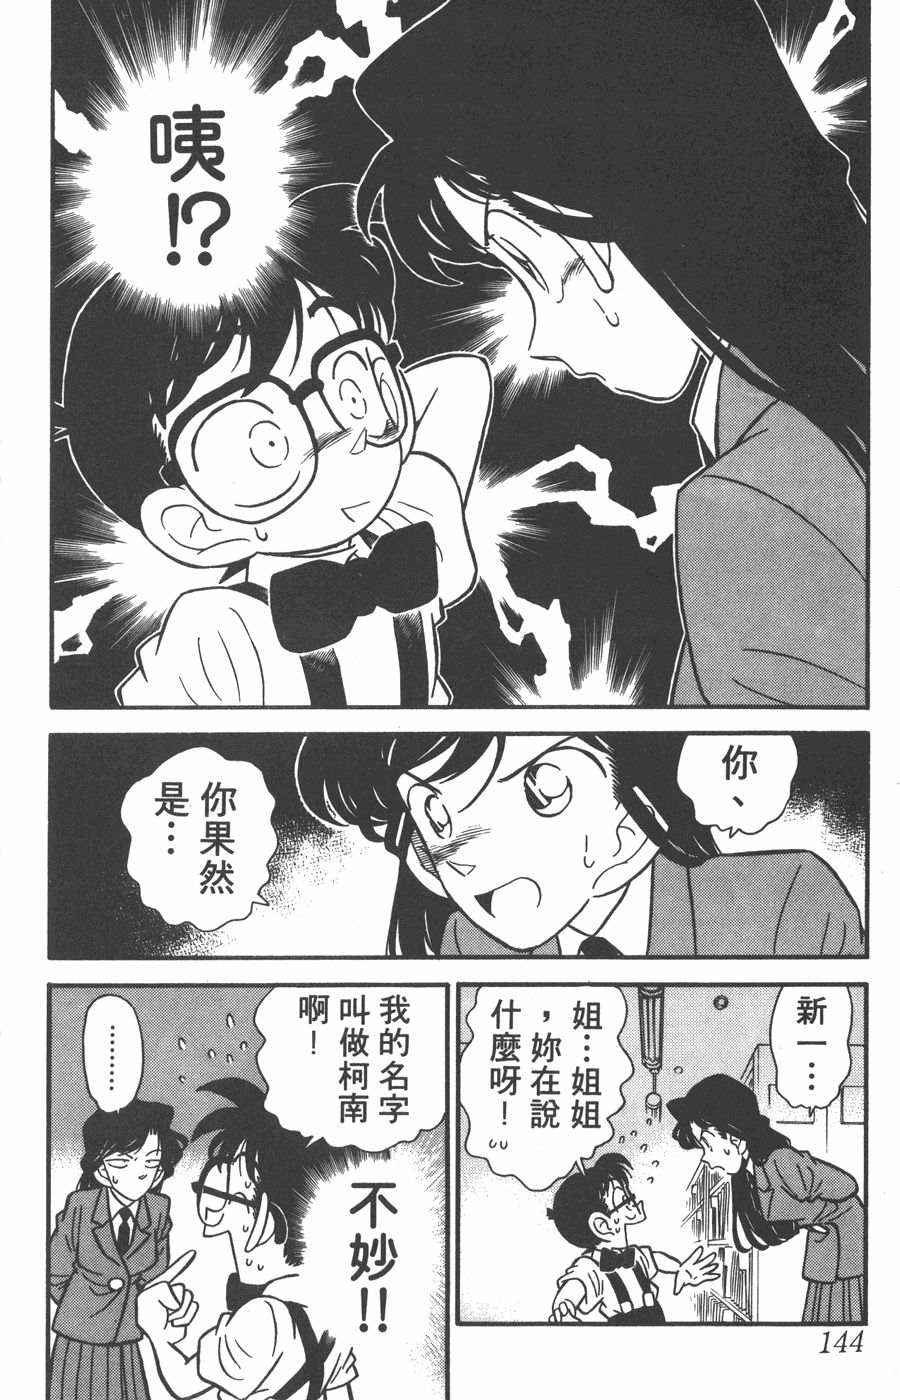 咦
!?
你、
你果然
是…
新一…
姐…姐姐
，妳在說
什麼呀！
我的名字
叫做柯南
啊！
………
不妙!!
144